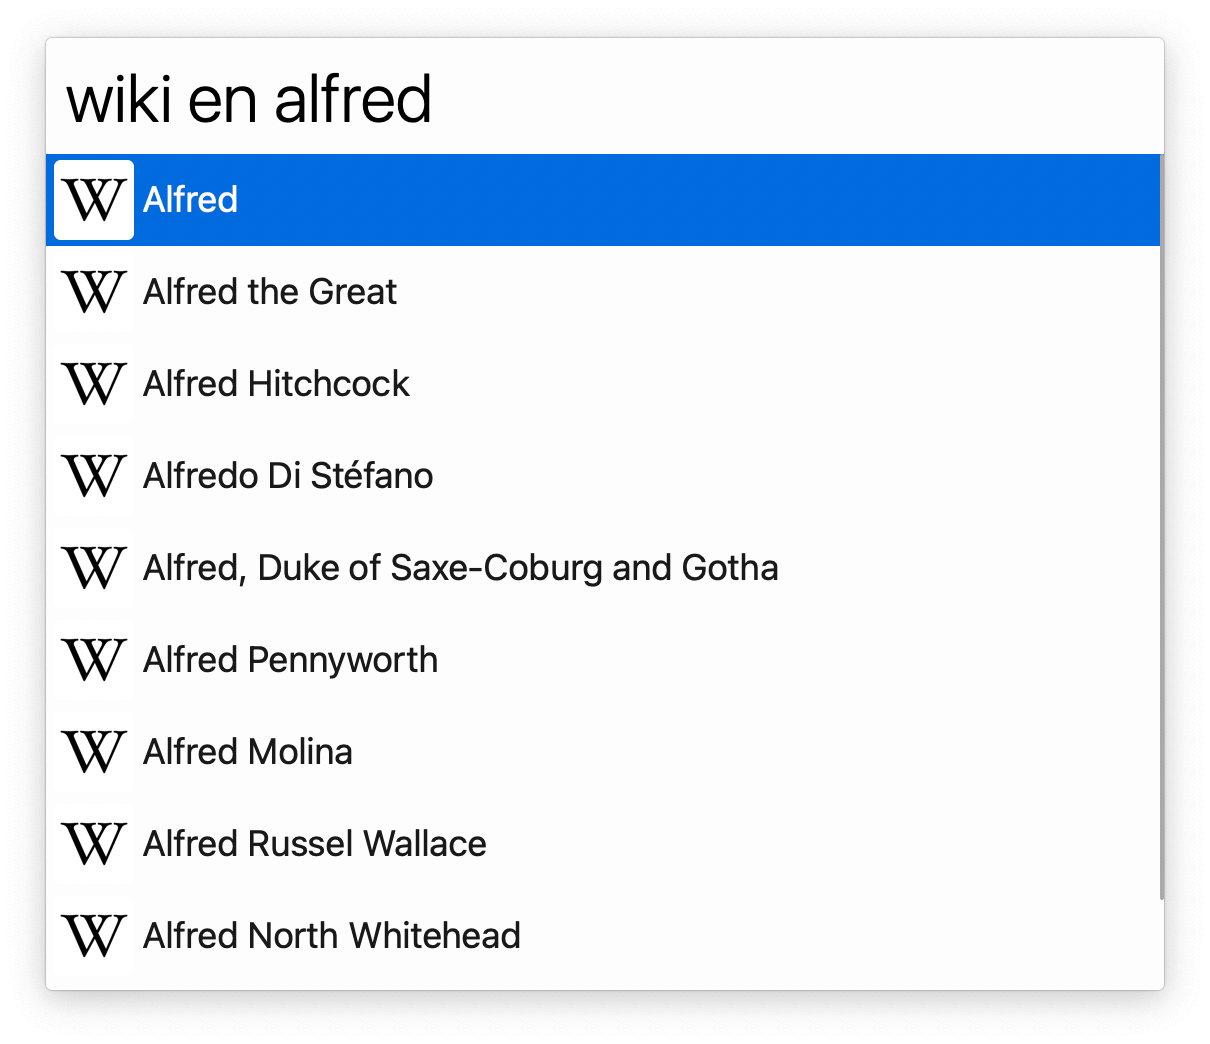 wiki en alfred
W Alfred
W Alfred the Great
W Alfred Hitchcock
W Alfredo Di Stéfano
W Alfred, Duke of Saxe-Coburg and Gotha
W Alfred Pennyworth
W Alfred Molina
W Alfred Russel Wallace
W Alfred North Whitehead